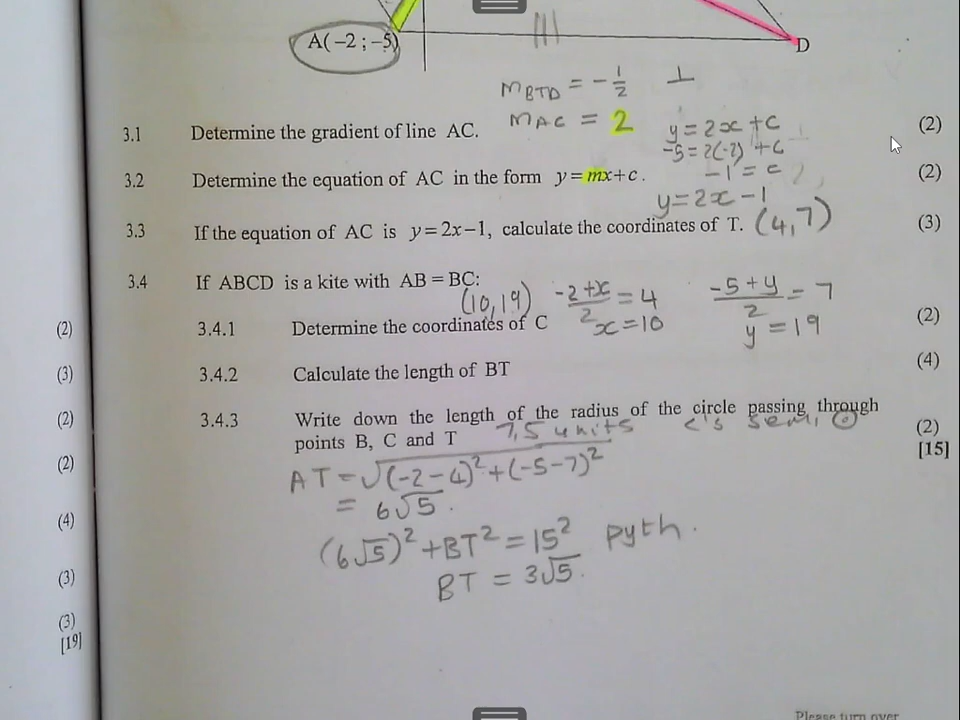 A(−2 ; −5)
D
m BTD = − 1/2 ⊥
3.1 Determine the gradient of line AC. m AC = 2 (2)
y = 2x + c
-5 = 2(-2) + c
3.2 Determine the equation of AC in the form y = mx + c. (2)
-1 = c
y = 2x - 1
3.3 If the equation of AC is y = 2x − 1, calculate the coordinates of T. (4,7) (3)
3.4 If ABCD is a kite with AB = BC:
(10,19) (-2 + x)/2 = 4 (-5 + y)/2 = 7
3.4.1 Determine the coordinates of C x = 10 y = 19 (2)
3.4.2 Calculate the length of BT (4)
3.4.3 Write down the length of the radius of the circle passing through
points B, C and T 7,5 units (2)
[15]
AT = √((-2-4)² + (-5-7)²)
= 6√5.
(6√5)² + BT² = 15² pyth.
BT = 3√5.
(2)
(3)
(2)
(2)
(4)
(3)
(3)
[19]
Please turn over